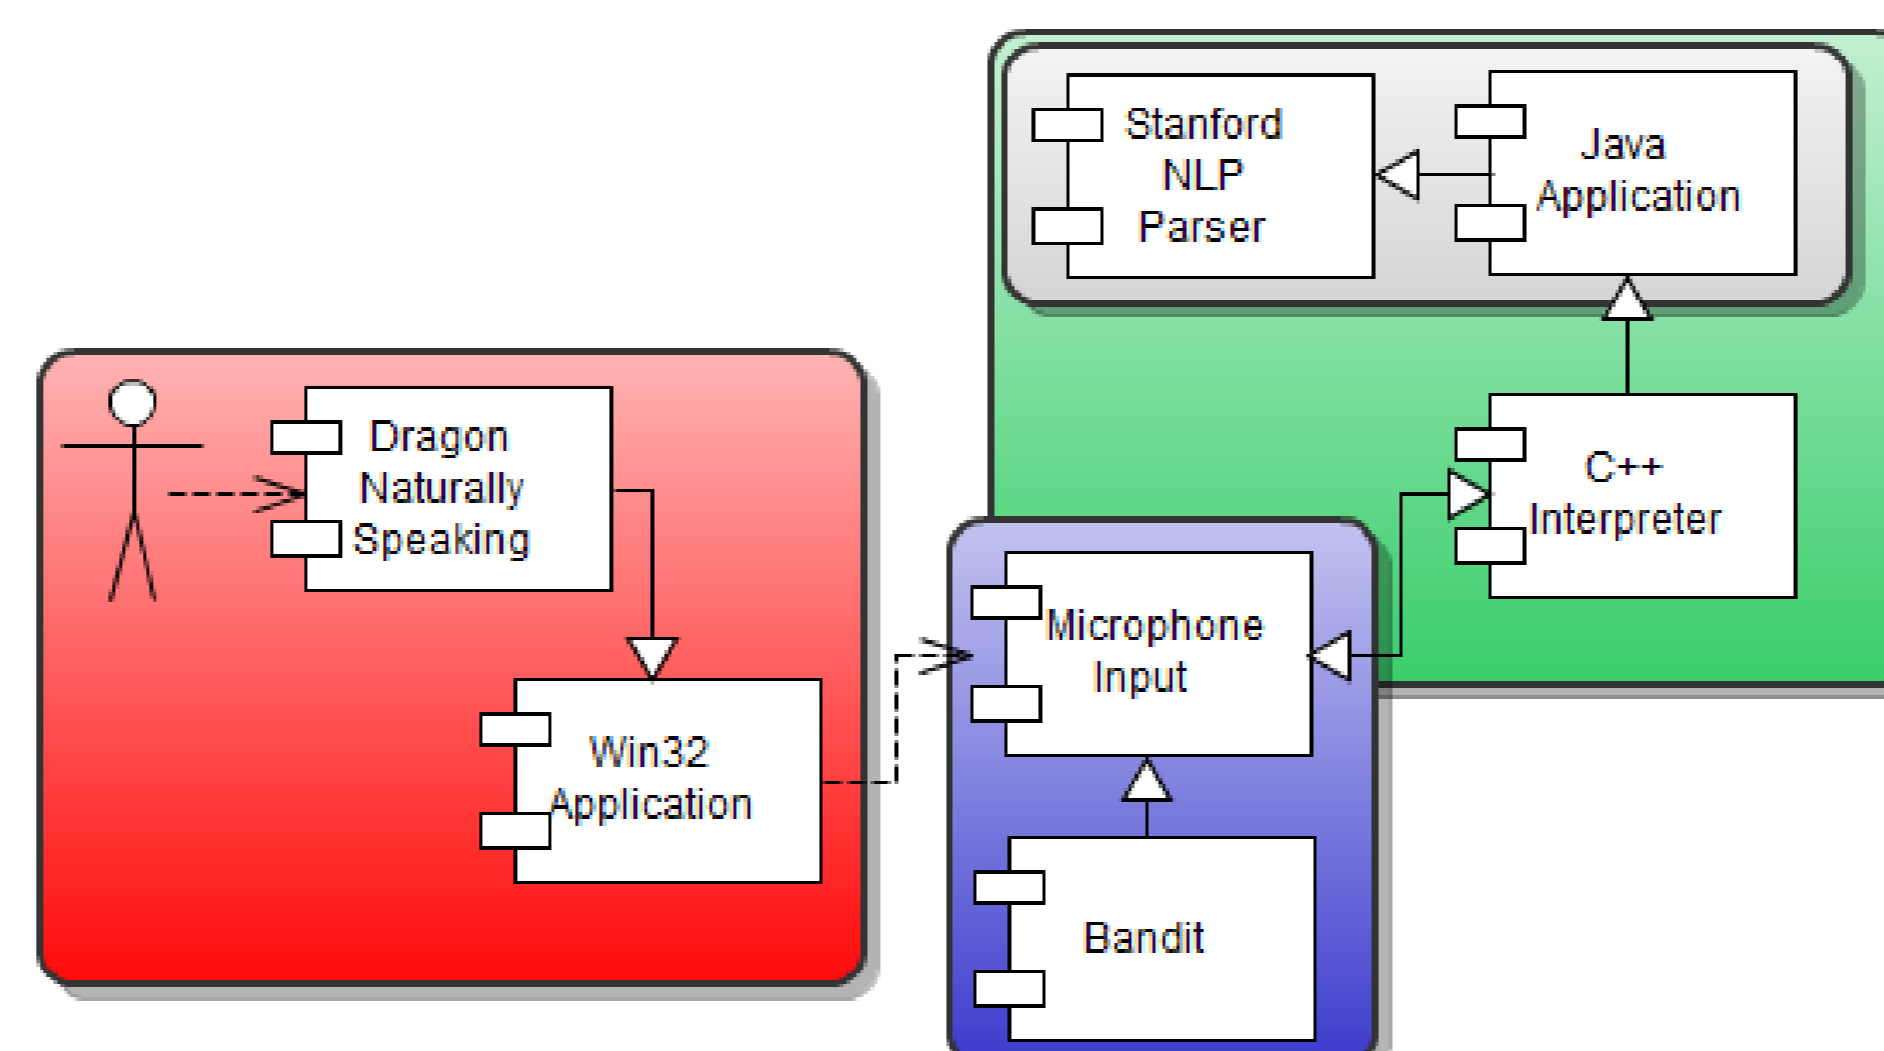 Stanford
NLP
Parser
Java
Application
Dragon
Naturally
Speaking
C++
Interpreter
Microphone
Input
Win32
Application
Bandit